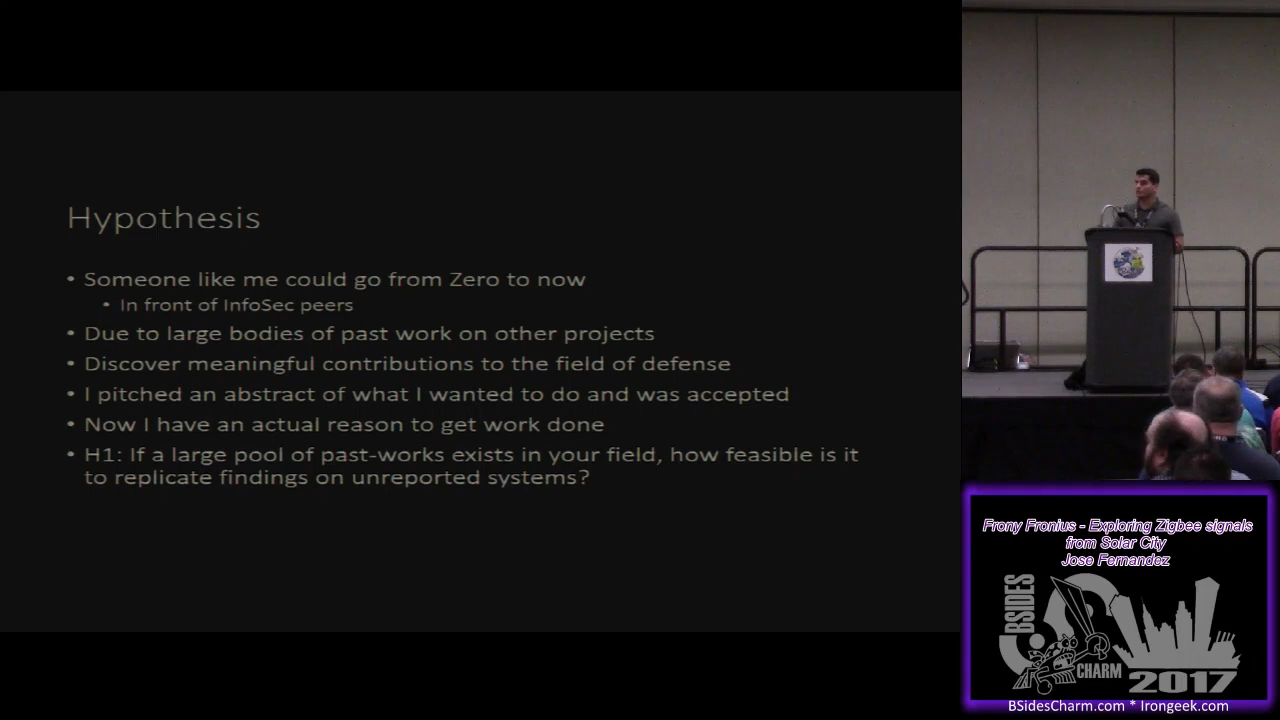 Hypothesis
• Someone like me could go from Zero to now
• In front of InfoSec peers
• Due to large bodies of past work on other projects
• Discover meaningful contributions to the field of defense
• I pitched an abstract of what I wanted to do and was accepted
• Now I have an actual reason to get work done
• H1: If a large pool of past-works exists in your field, how feasible is it
to replicate findings on unreported systems?
Frony Fronius - Exploring Zigbee signals
from Solar City
Jose Fernandez
BSIDES
CHARM
2017
BSidesCharm.com * Irongeek.com